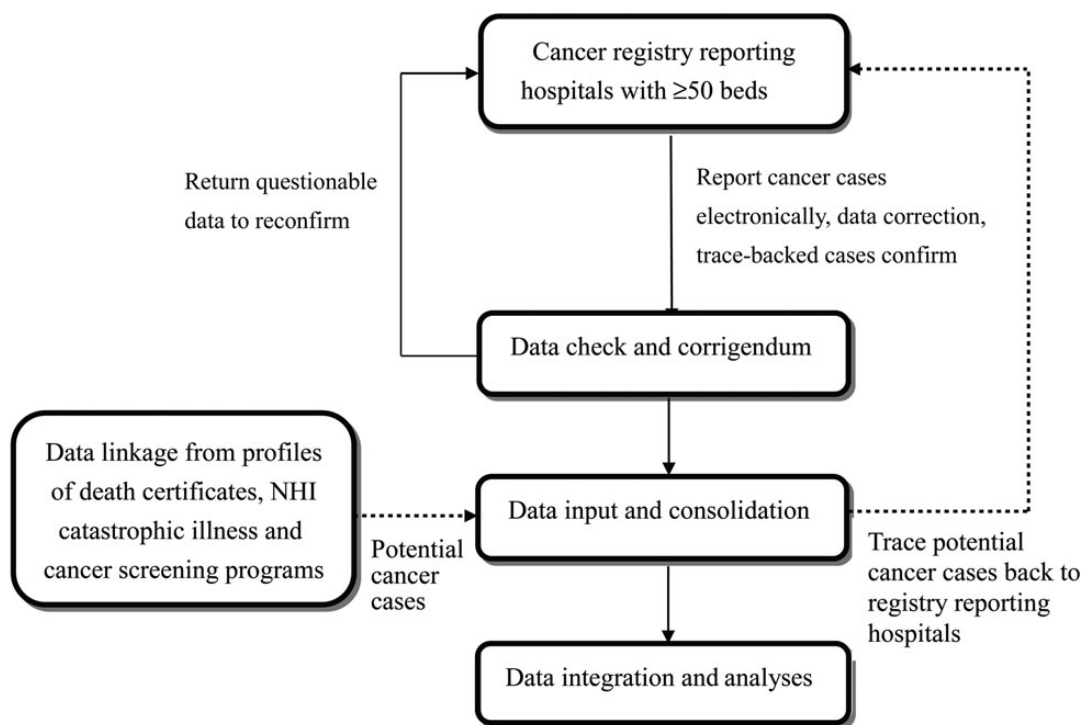 Cancer registry reporting
hospitals with ≥50 beds
Return questionable
data to reconfirm
Report cancer cases
electronically, data correction,
trace-backed cases confirm
Data check and corrigendum
Data linkage from profiles
of death certificates, NHI
catastrophic illness and
cancer screening programs
Potential
cancer
cases
Data input and consolidation
Trace potential
cancer cases back to
registry reporting
hospitals
Data integration and analyses